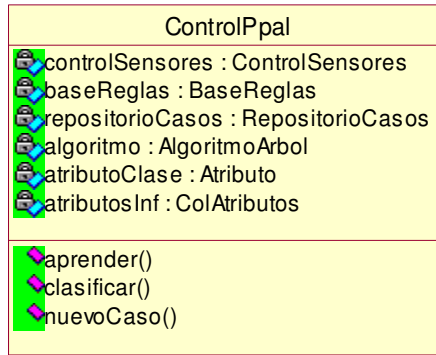 ControlPpal
controlSensores : ControlSensores
baseReglas : BaseReglas
repositorioCasos : RepositorioCasos
algoritmo : AlgoritmoArbol
atributoClase : Atributo
atributosInf : ColAtributos
aprender()
clasificar()
nuevoCaso()